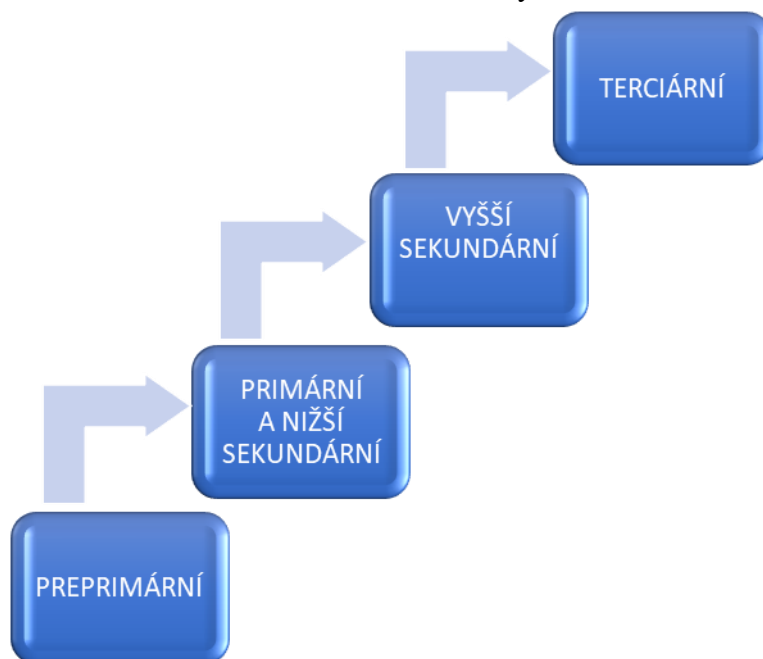 TERCIÁRNÍ
VYŠŠÍ
SEKUNDÁRNÍ
PRIMÁRNÍ
A NIŽŠÍ
SEKUNDÁRNÍ
PREPRIMÁRNÍ